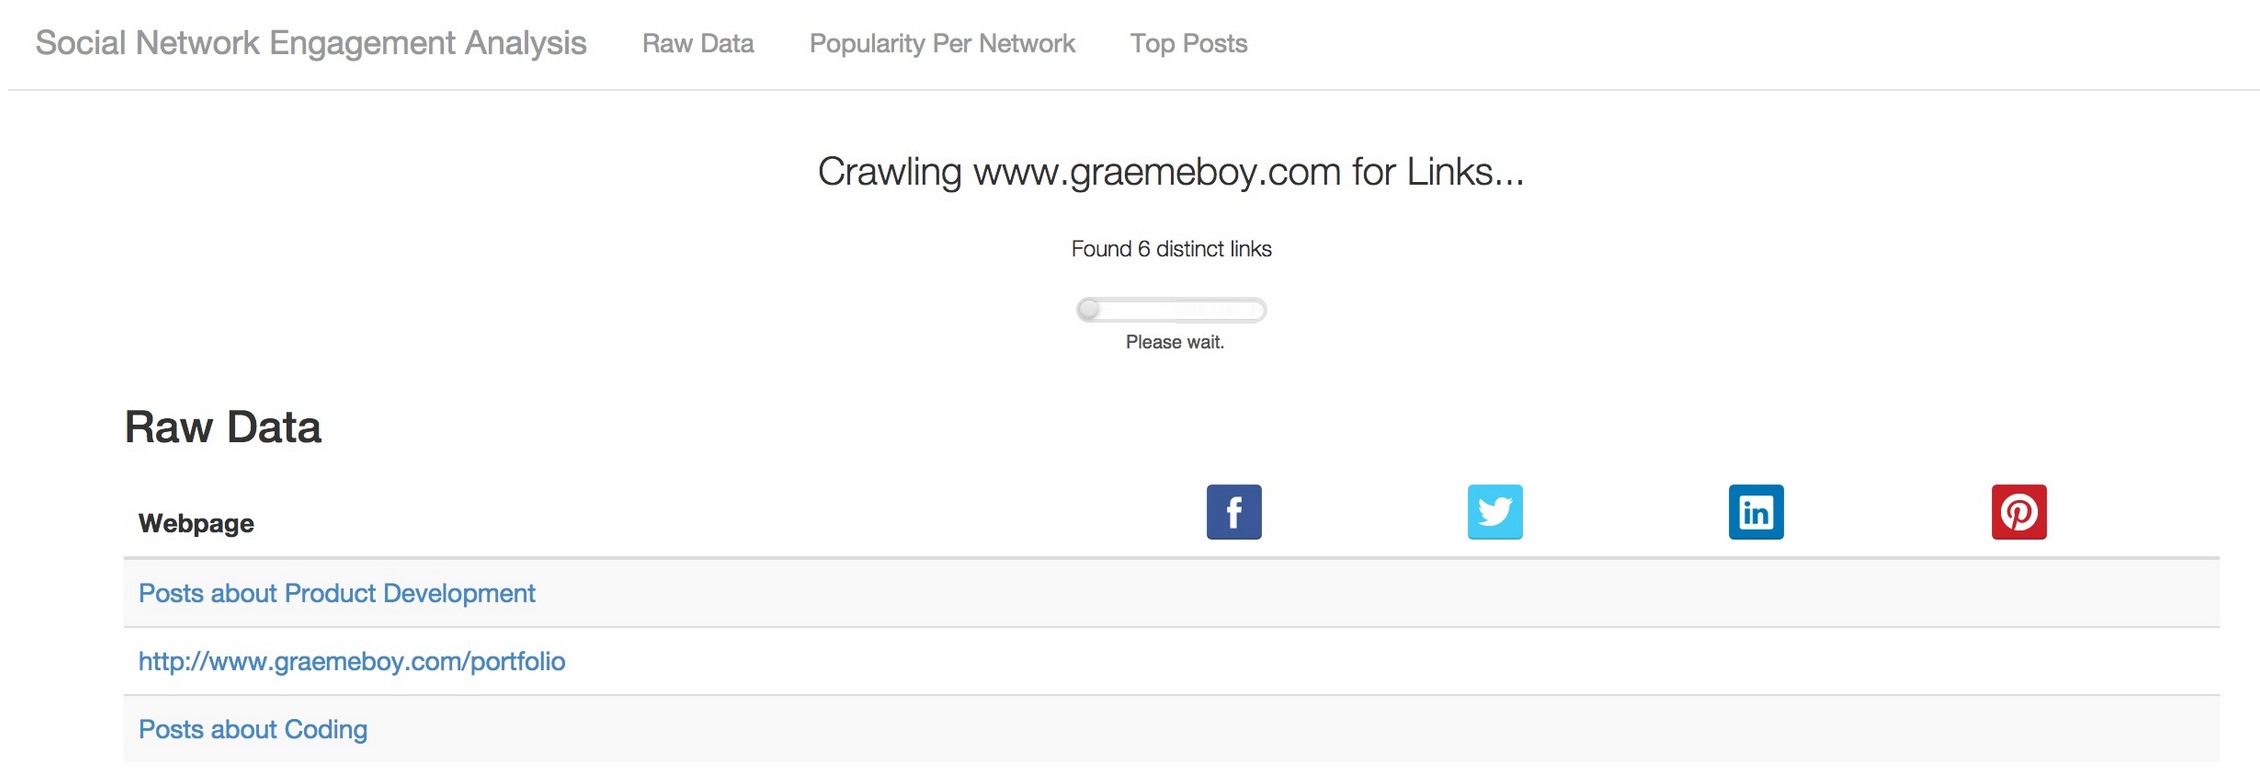 Social Network Engagement Analysis Raw Data Popularity Per Network Top Posts
Crawling www.graemeboy.com for Links...
Found 6 distinct links
Please wait.
Raw Data
Webpage f in
Posts about Product Development
http://www.graemeboy.com/portfolio
Posts about Coding